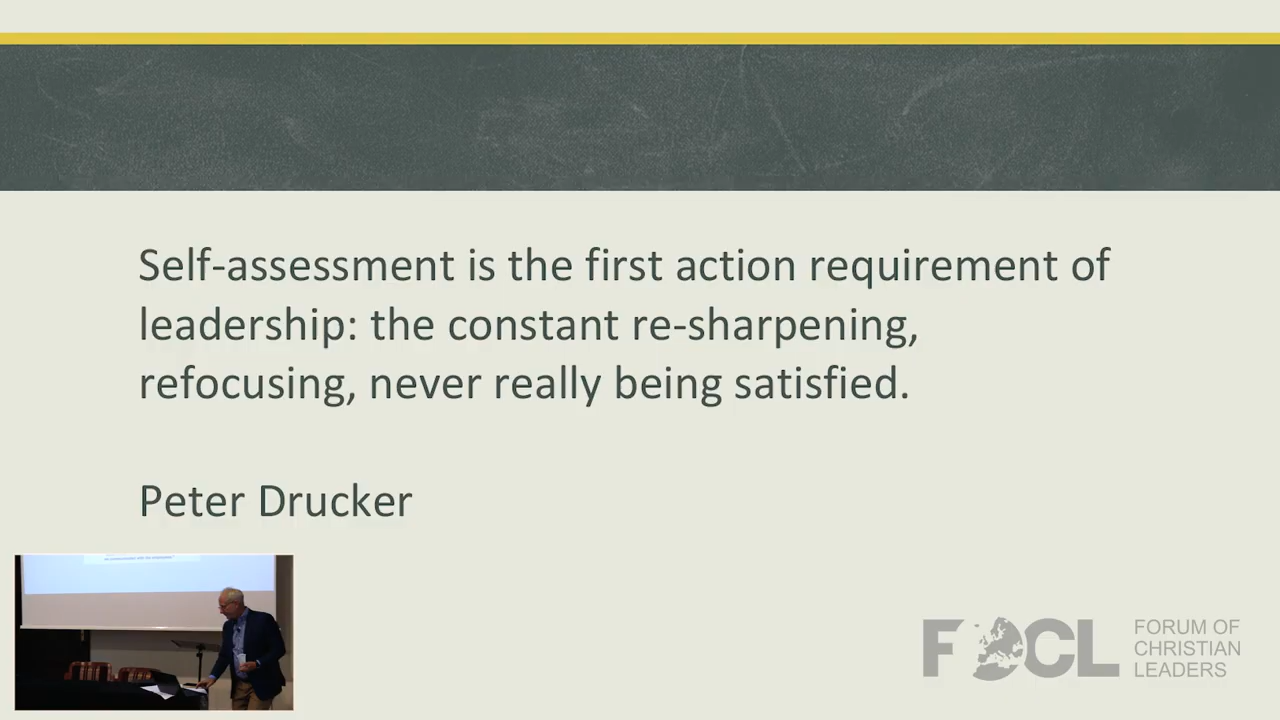 Self-assessment is the first action requirement of
leadership: the constant re-sharpening,
refocusing, never really being satisfied.
Peter Drucker
FOCL
FORUM OF
CHRISTIAN
LEADERS